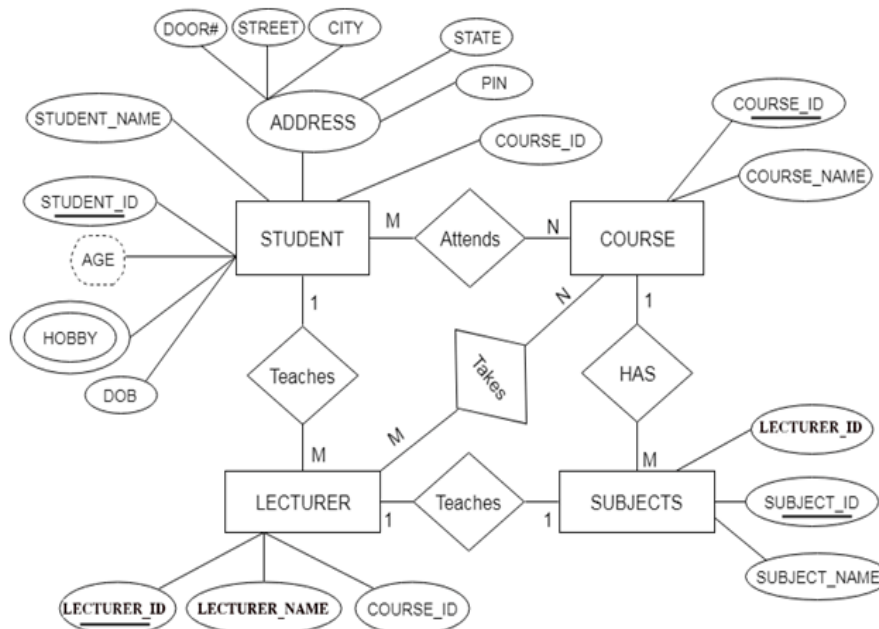 DOOR#
STREET
CITY
STATE
PIN
ADDRESS
STUDENT_NAME
COURSE_ID
COURSE_ID
COURSE_NAME
STUDENT_ID
STUDENT
M
Attends
N
COURSE
AGE
HOBBY
DOB
1
Teaches
M
N
Takes
M
1
HAS
M
LECTURER_ID
LECTURER
1
Teaches
1
SUBJECTS
SUBJECT_ID
SUBJECT_NAME
LECTURER_ID
LECTURER_NAME
COURSE_ID